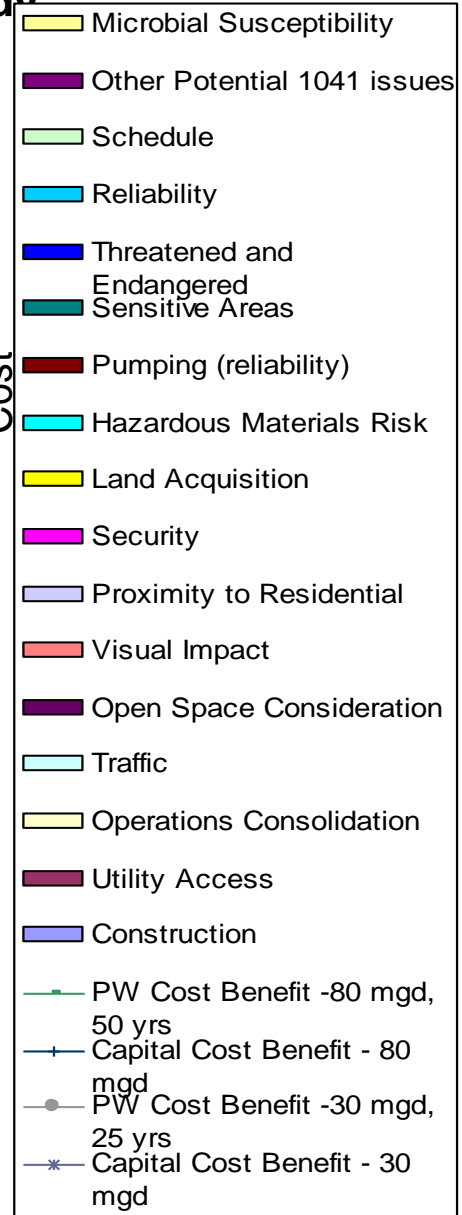 Microbial Susceptibility
Other Potential 1041 issues
Schedule
Reliability
Threatened and
Endangered
Sensitive Areas
Cost
Pumping (reliability)
Hazardous Materials Risk
Land Acquisition
Security
Proximity to Residential
Visual Impact
Open Space Consideration
Traffic
Operations Consolidation
Utility Access
Construction
PW Cost Benefit -80 mgd,
50 yrs
Capital Cost Benefit - 80
mgd
PW Cost Benefit -30 mgd,
25 yrs
Capital Cost Benefit - 30
mgd